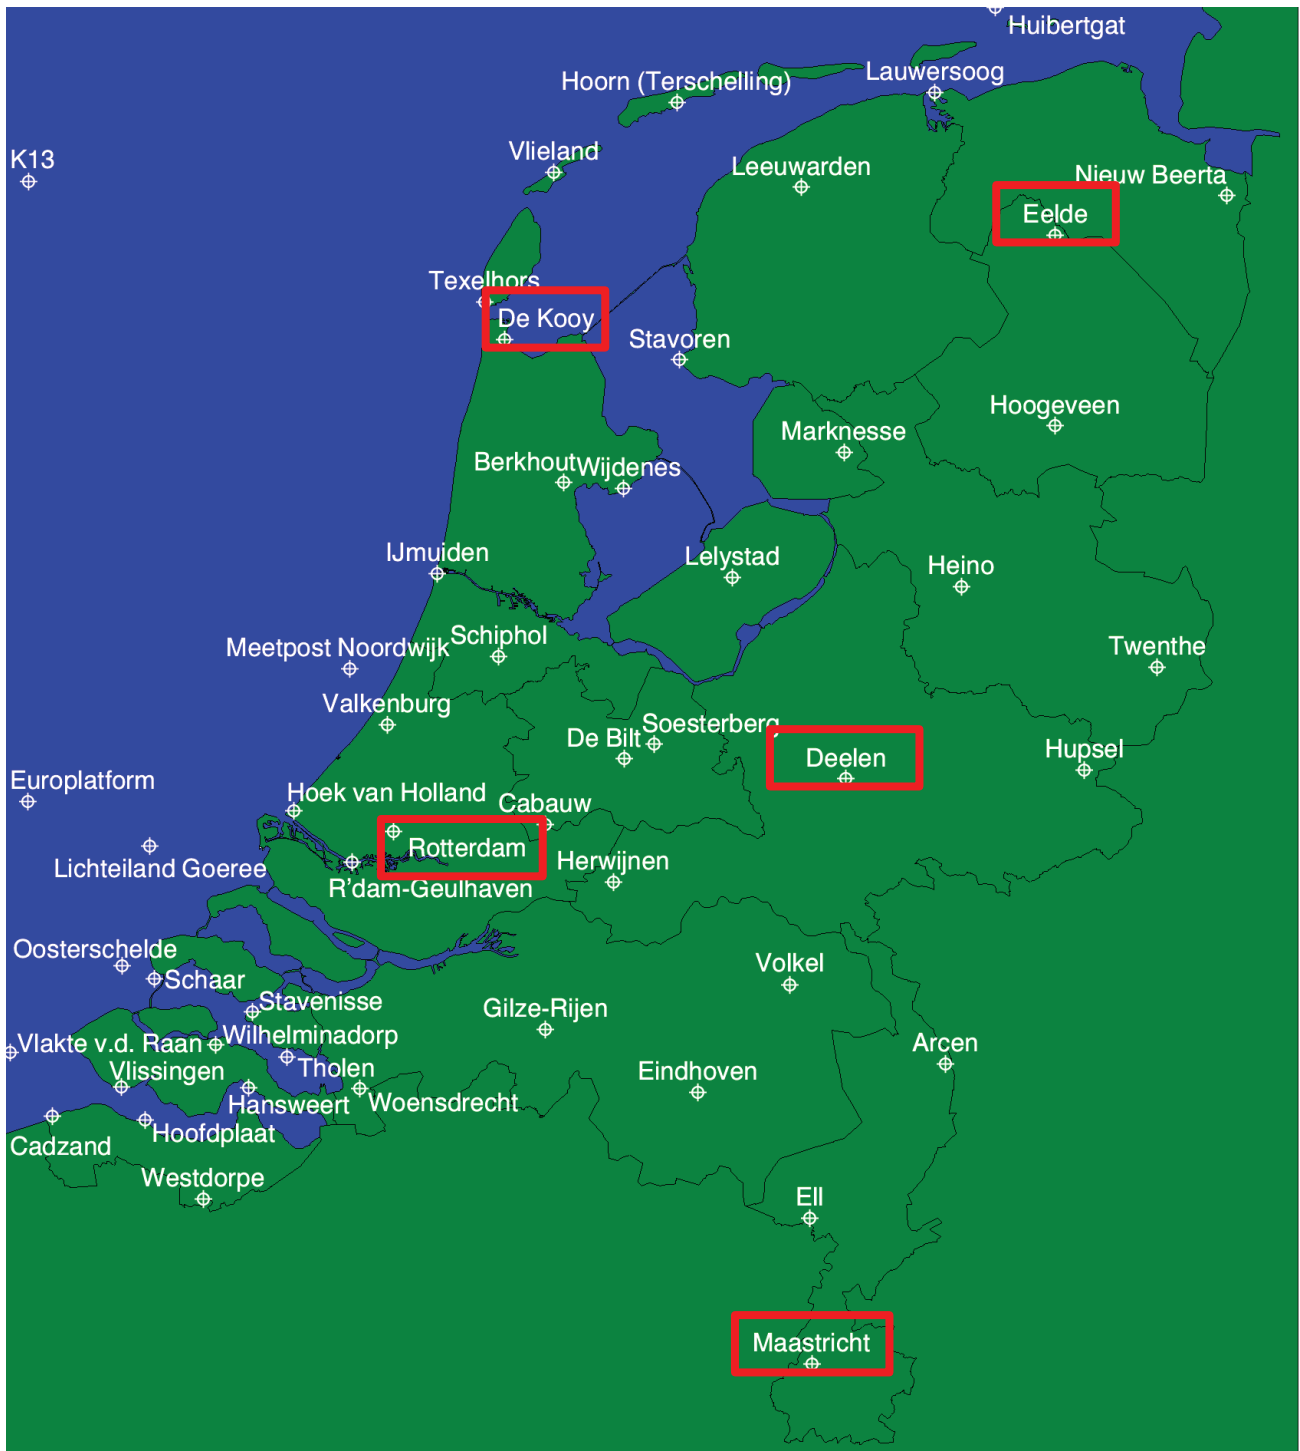 Huibertgat
Lauwersoog
Hoorn (Terschelling)
K13
Vlieland
Leeuwarden
Nieuw Beerta
Eelde
Texelhors
De Kooy
Stavoren
Hoogeveen
Marknesse
Berkhout
Wijdenes
IJmuiden
Lelystad
Heino
Schiphol
Meetpost Noordwijk
Twenthe
Valkenburg
Soesterberg
De Bilt
Hupsel
Deelen
Europlatform
Hoek van Holland
Cabauw
Rotterdam
Herwijnen
Lichteiland Goeree
R'dam-Geulhaven
Oosterschelde
Volkel
Schaar
Stavenisse
Gilze-Rijen
Wilhelminadorp
Vlakte v.d. Raan
Arcen
Tholen
Vlissingen
Eindhoven
Hansweert
Woensdrecht
Hoofdplaat
Cadzand
Westdorpe
Ell
Maastricht